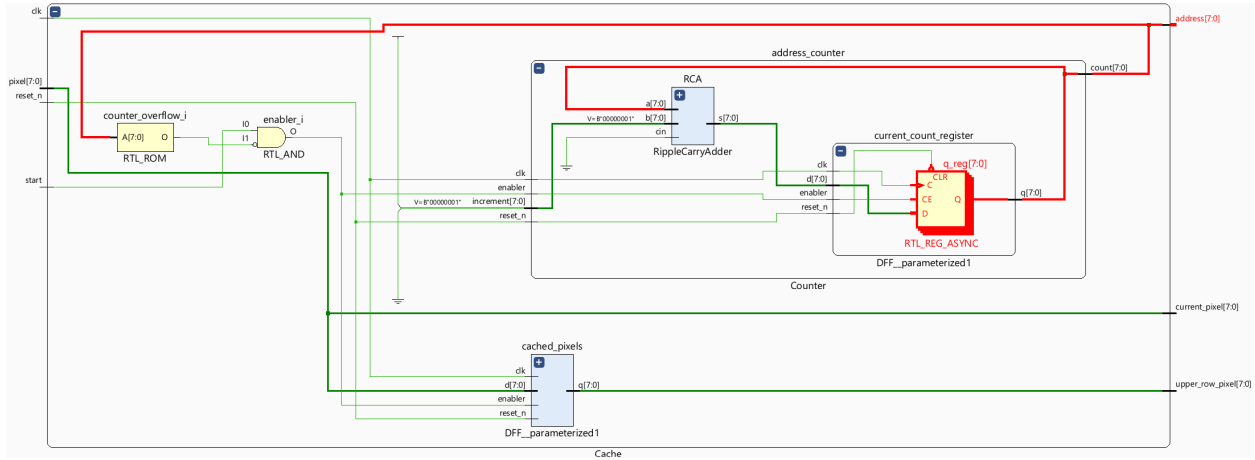 clk
address[7:0]
address_counter
count[7:0]
RCA
pixel[7:0]
reset_n
a[7:0]
counter_overflow_i
enabler_i
V=B"00000001"
b[7:0]
s[7:0]
I0
O
A[7:0]
O
I1
cin
current_count_register
RTL_ROM
RTL_AND
RippleCarryAdder
clk
q_reg[7:0]
CLR
start
clk
d[7:0]
C
enabler
enabler
q[7:0]
V=B"00000001"
increment[7:0]
CE
Q
reset_n
reset_n
D
RTL_REG_ASYNC
DFF__parameterized1
Counter
current_pixel[7:0]
cached_pixels
clk
d[7:0]
q[7:0]
upper_row_pixel[7:0]
enabler
reset_n
DFF__parameterized1
Cache